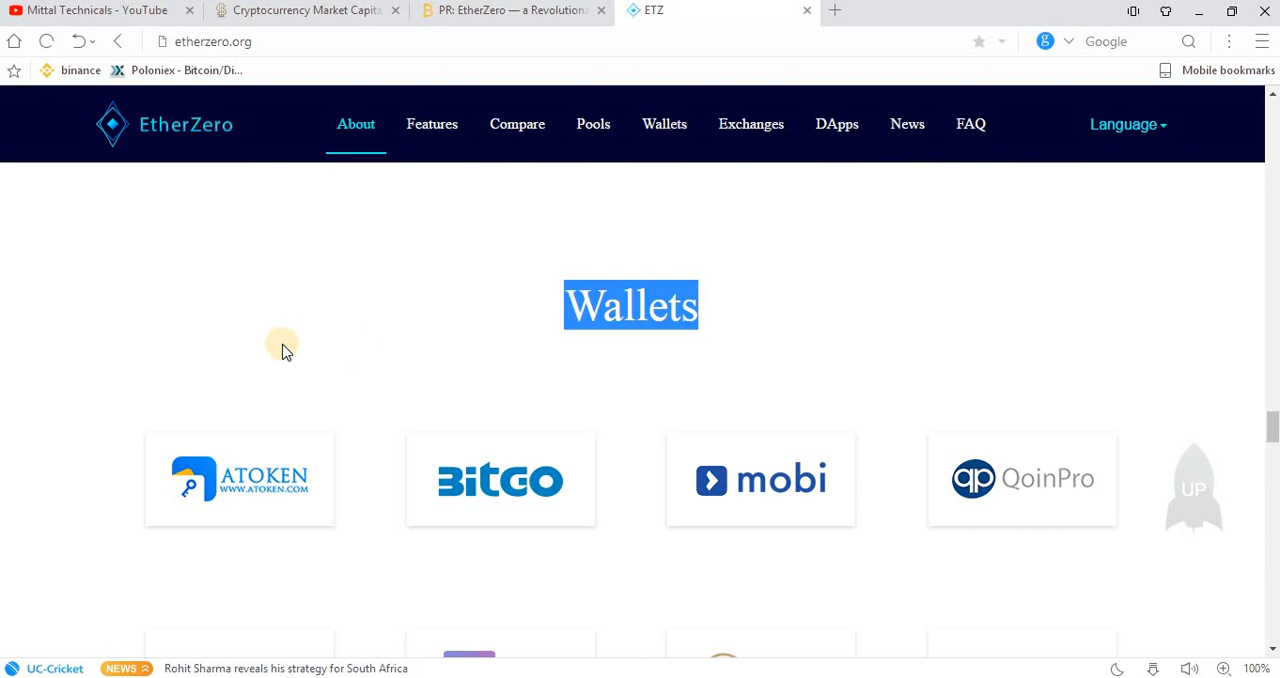 Mittal Technicals - YouTube
Cryptocurrency Market Capita
PR: EtherZero — a Revolutiona
ETZ
etherzero.org
Google
binance
Poloniex - Bitcoin/Di...
Mobile bookmarks
EtherZero
About
Features
Compare
Pools
Wallets
Exchanges
DApps
News
FAQ
Language
Wallets
ATOKEN
WWW.ATOKEN.COM
BitGO
mobi
qp QoinPro
UP
UC-Cricket
NEWS
Rohit Sharma reveals his strategy for South Africa
100%